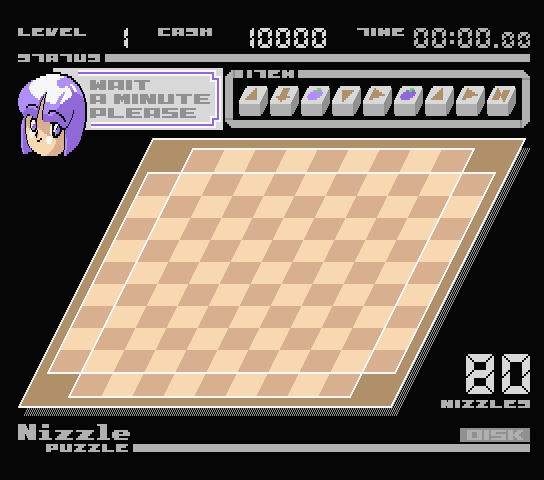 LEVEL 1 CASH 10000 TIME 00:00.00
STATUS
ITEM
WAIT
A MINUTE
PLEASE
80
NIZZLES
Nizzle
PUZZLE
DISK